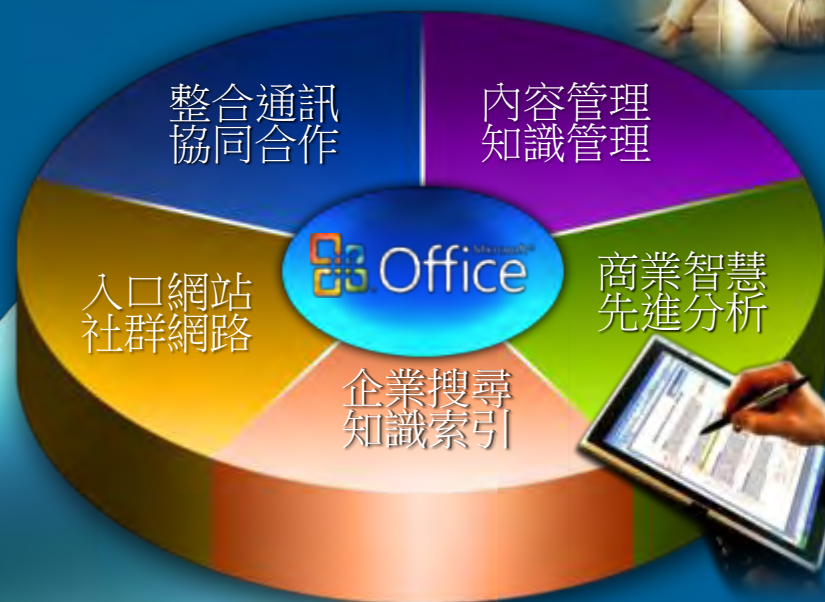 整合通訊
協同合作
內容管理
知識管理
Microsoft®
Office
入口網站
社群網路
商業智慧
先進分析
企業搜尋
知識索引